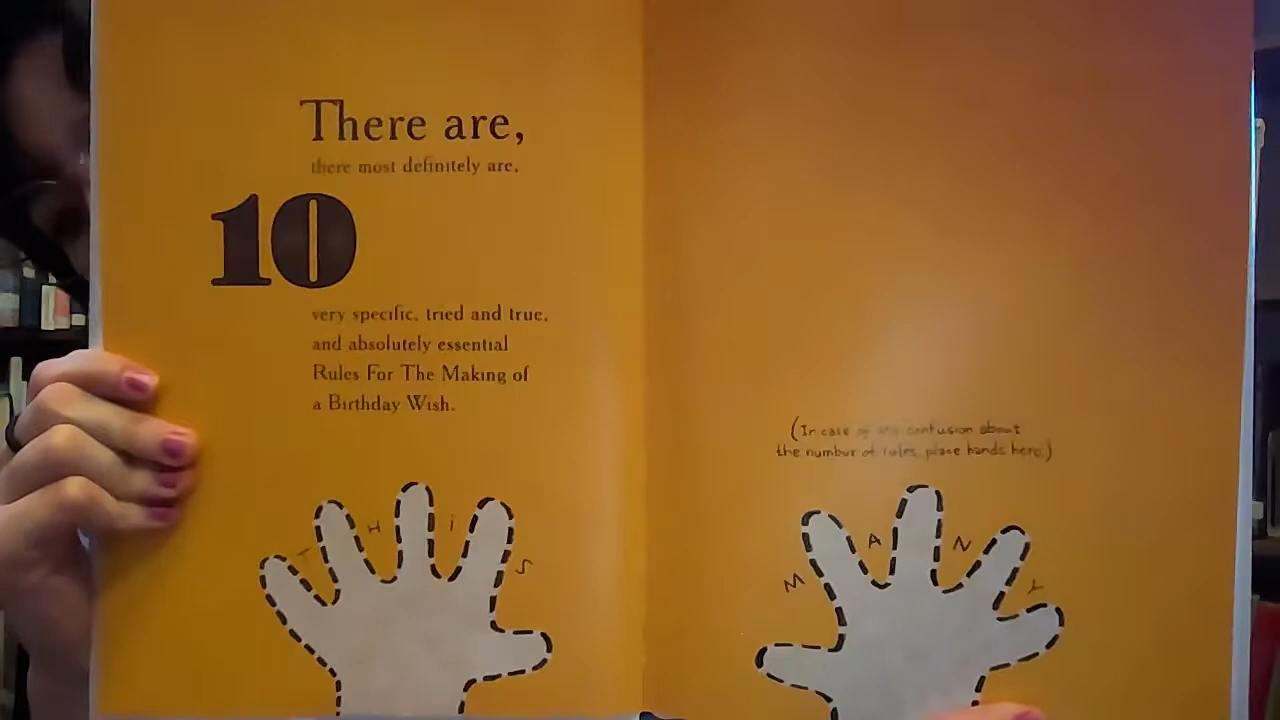 There are,
there most definitely are,
10
very specific, tried and true,
and absolutely essential
Rules For The Making of
a Birthday Wish.
(In case of any confusion about
the number of rules, place hands here.)
T H i S
M A N Y